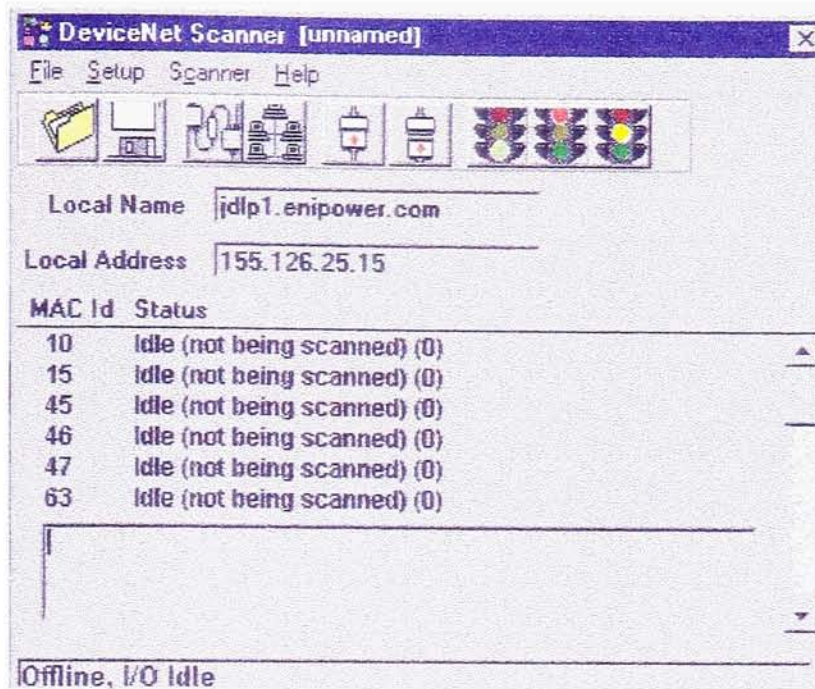 DeviceNet Scanner [unnamed]
File Setup Scanner Help
Local Name jdlp1.enipower.com
Local Address 155.126.25.15
MAC Id Status
10 Idle (not being scanned) (0)
15 Idle (not being scanned) (0)
45 Idle (not being scanned) (0)
46 Idle (not being scanned) (0)
47 Idle (not being scanned) (0)
63 Idle (not being scanned) (0)
Offline, I/O Idle